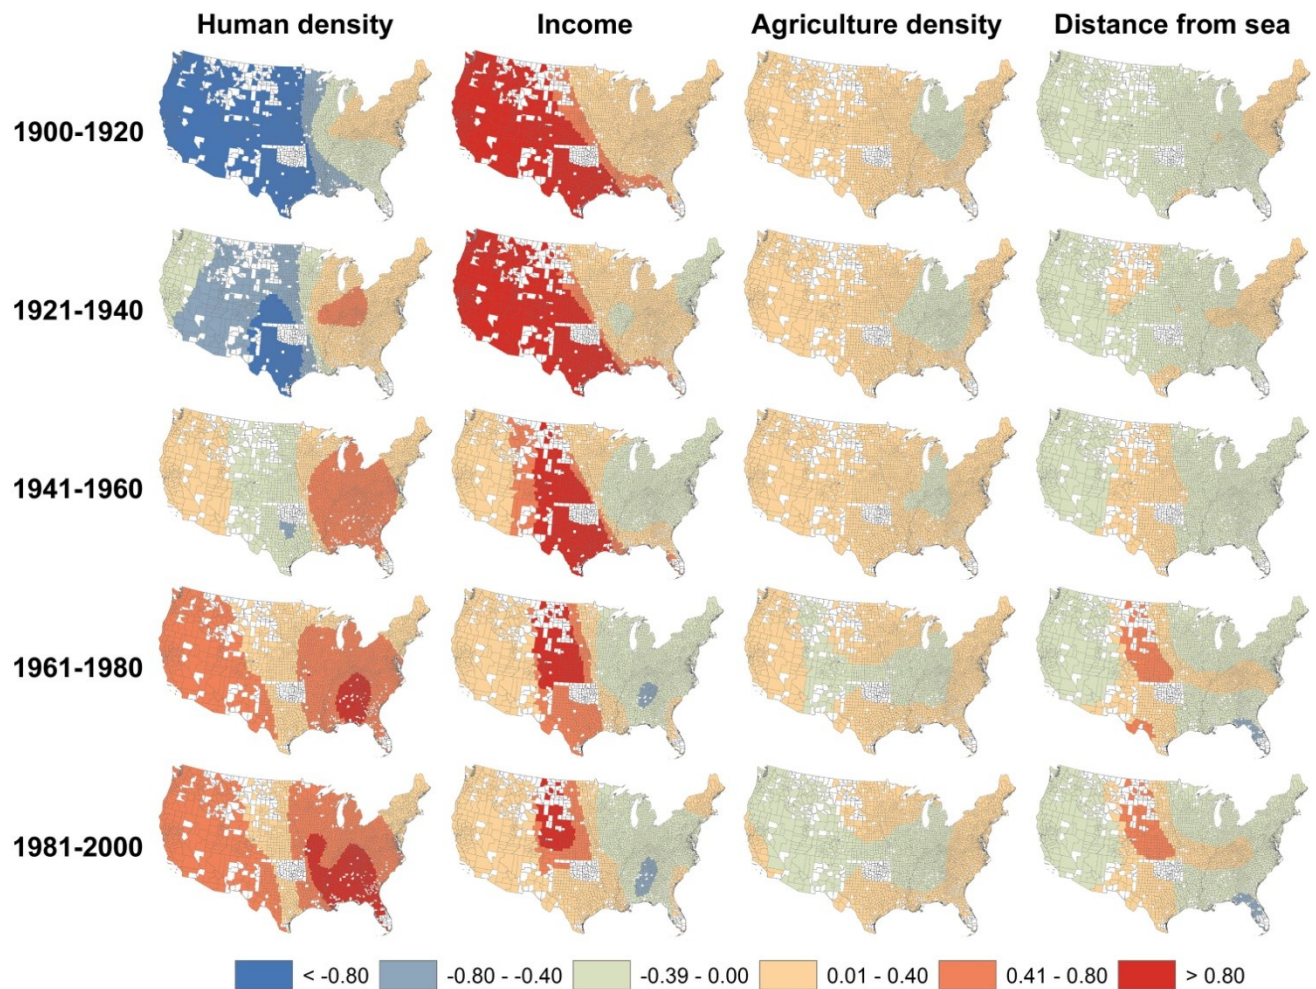 Human density Income Agriculture density Distance from sea
1900-1920
1921-1940
1941-1960
1961-1980
1981-2000
< -0.80 -0.80 - -0.40 -0.39 - 0.00 0.01 - 0.40 0.41 - 0.80 > 0.80